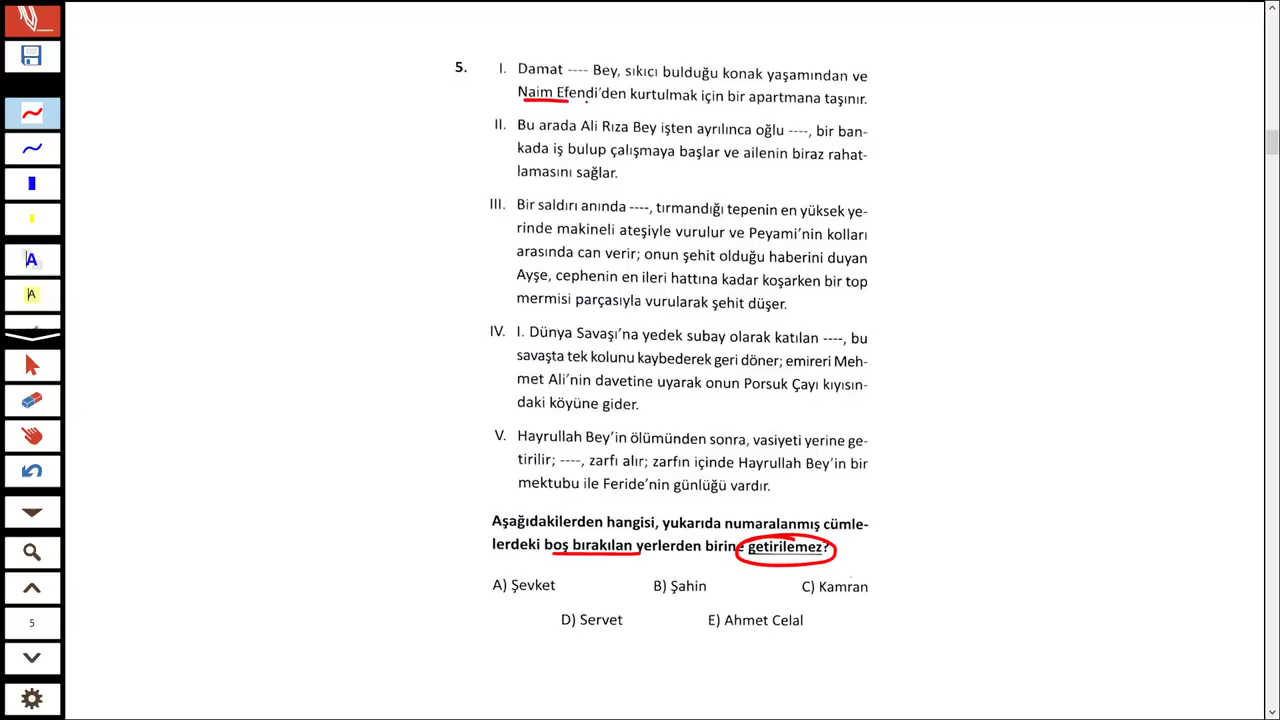 5. I. Damat ---- Bey, sıkıcı bulduğu konak yaşamından ve
Naim Efendi’den kurtulmak için bir apartmana taşınır.
II. Bu arada Ali Rıza Bey işten ayrılınca oğlu ----, bir ban-
kada iş bulup çalışmaya başlar ve ailenin biraz rahat-
lamasını sağlar.
III. Bir saldırı anında ----, tırmandığı tepenin en yüksek ye-
rinde makineli ateşiyle vurulur ve Peyami’nin kolları
arasında can verir; onun şehit olduğu haberini duyan
Ayşe, cephenin en ileri hattına kadar koşarken bir top
mermisi parçasıyla vurularak şehit düşer.
IV. I. Dünya Savaşı’na yedek subay olarak katılan ----, bu
savaşta tek kolunu kaybederek geri döner; emireri Meh-
met Ali’nin davetine uyarak onun Porsuk Çayı kıyısın-
daki köyüne gider.
V. Hayrullah Bey’in ölümünden sonra, vasiyeti yerine ge-
tirilir; ----, zarfı alır; zarfın içinde Hayrullah Bey’in bir
mektubu ile Feride’nin günlüğü vardır.
Aşağıdakilerden hangisi, yukarıda numaralanmış cümle-
lerdeki boş bırakılan yerlerden birine getirilemez?
A) Şevket B) Şahin C) Kamran
D) Servet E) Ahmet Celal
A
A
5